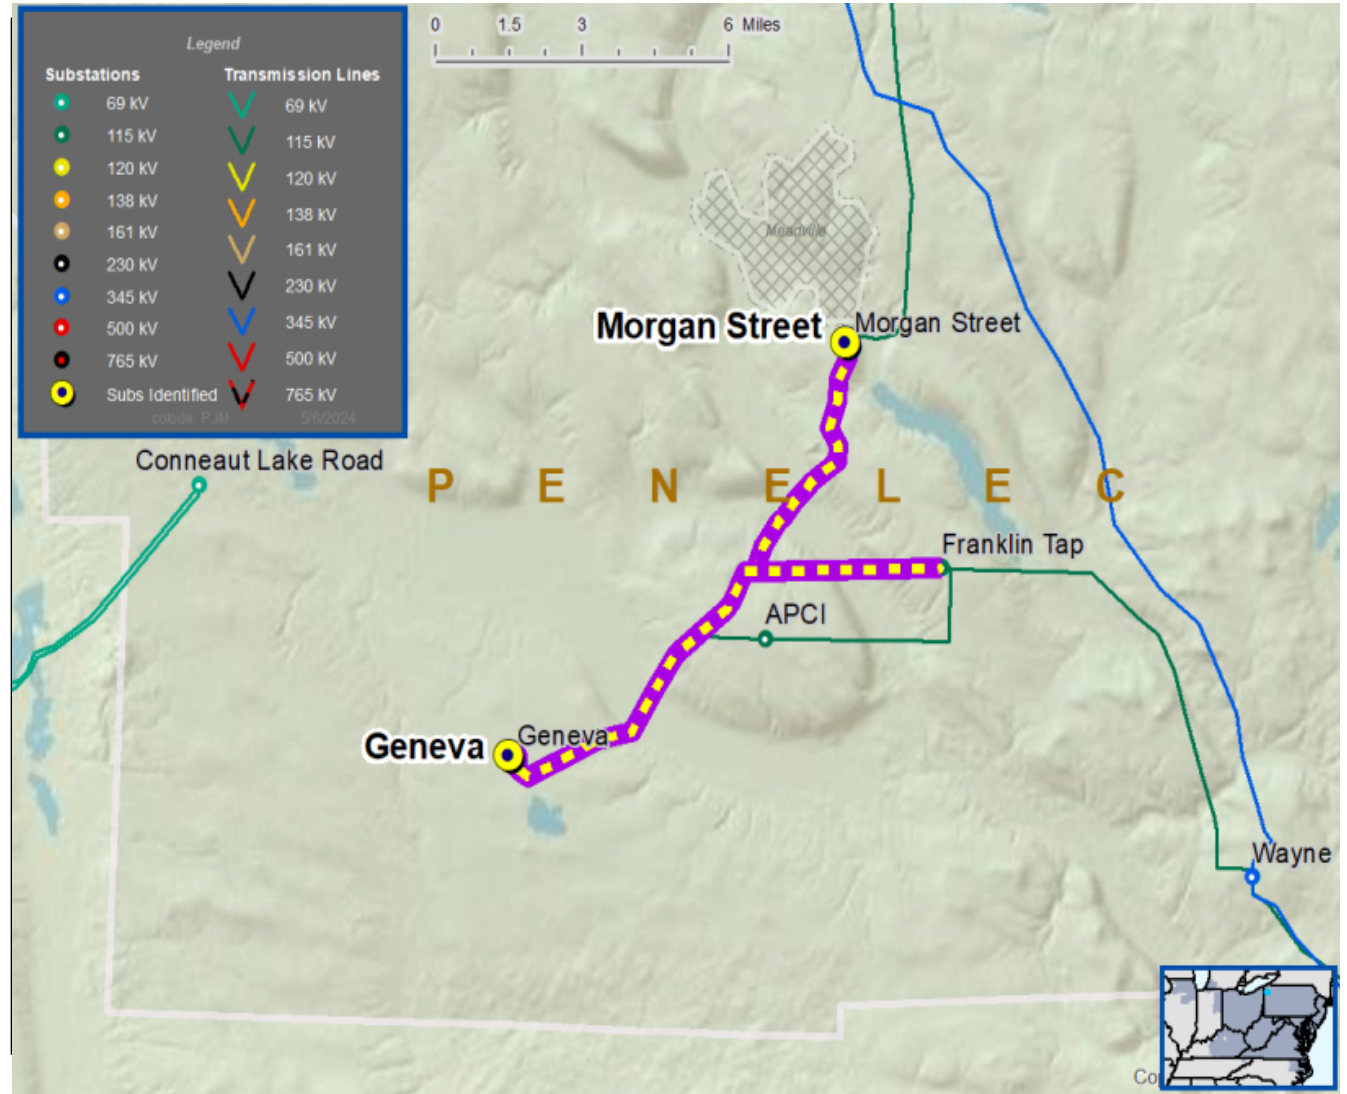 Legend
Substations
Transmission Lines
69 kV
69 kV
115 kV
115 kV
120 kV
120 kV
138 kV
138 kV
161 kV
161 kV
230 kV
230 kV
345 kV
345 kV
500 kV
500 kV
765 kV
765 kV
Subs Identified
5/6/2024
0 1.5 3 6 Miles
Meadville
Morgan Street
Morgan Street
Conneaut Lake Road
P E N E L E C
Franklin Tap
APCI
Geneva
Geneva
Wayne